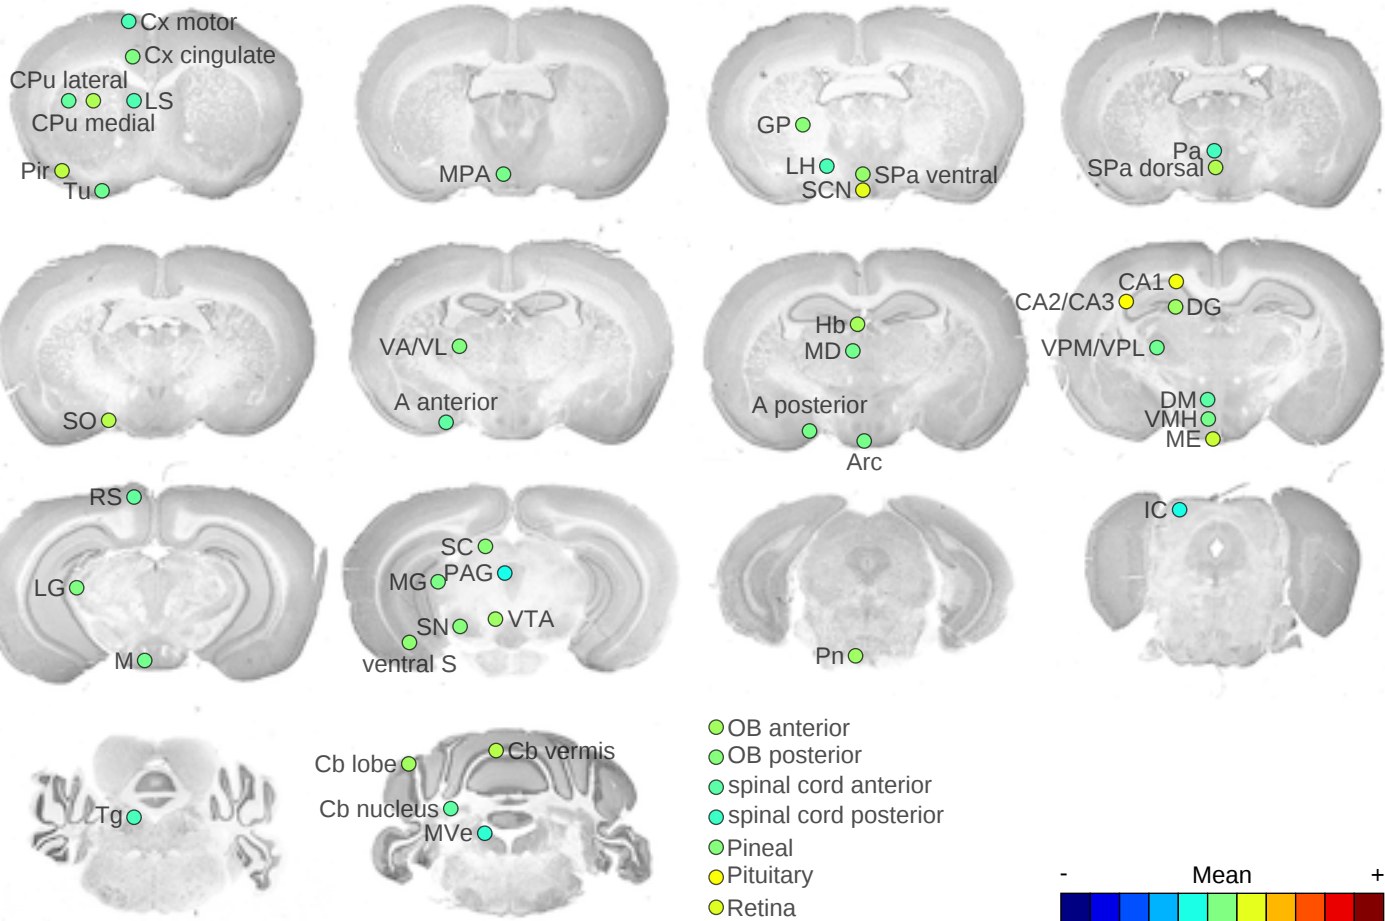 Cx motor
Cx cingulate
CPu lateral
LS
CPu medial
Pir
Tu
MPA
GP
LH
SPa ventral
SCN
Pa
SPa dorsal
SO
VA/VL
A anterior
Hb
MD
A posterior
Arc
CA1
CA2/CA3
DG
VPM/VPL
DM
VMH
ME
RS
LG
M
SC
PAG
MG
VTA
SN
ventral S
Pn
IC
Tg
Cb vermis
Cb lobe
Cb nucleus
MVe
OB anterior
OB posterior
spinal cord anterior
spinal cord posterior
Pineal
Pituitary
Retina
- Mean +